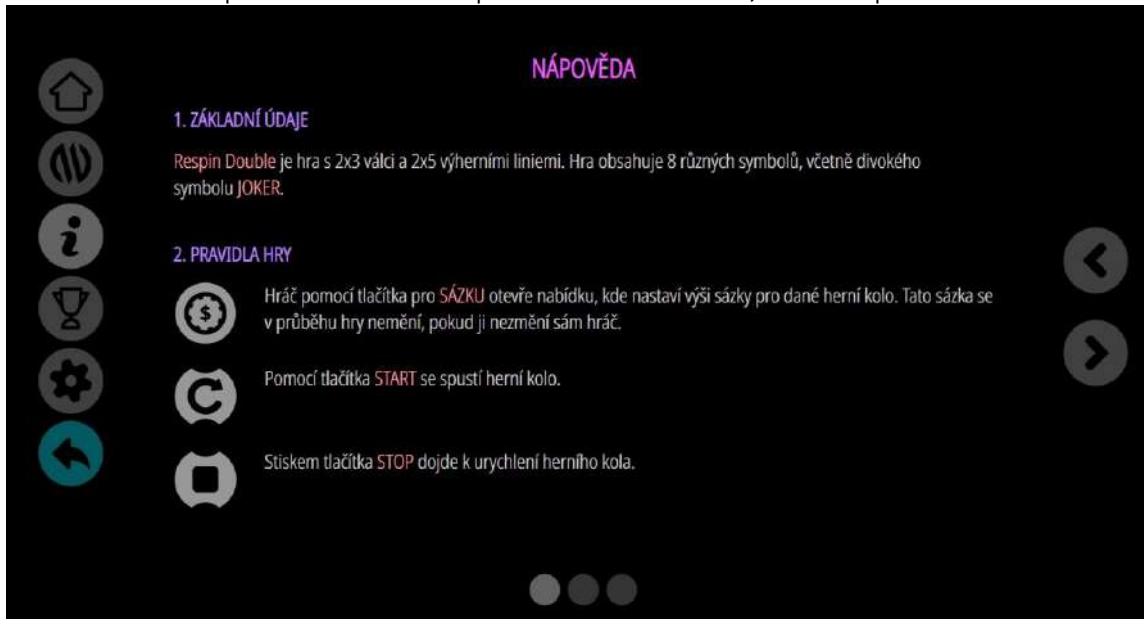 NÁPOVĚDA
1. ZÁKLADNÍ ÚDAJE
Respin Double je hra s 2x3 válci a 2x5 výherními liniemi. Hra obsahuje 8 různých symbolů, včetně divokého
symbolu JOKER.
2. PRAVIDLA HRY
Hráč pomocí tlačítka pro SÁZKU otevře nabídku, kde nastaví výši sázky pro dané herní kolo. Tato sázka se
v průběhu hry nemění, pokud ji nezmění sám hráč.
Pomocí tlačítka START se spustí herní kolo.
Stiskem tlačítka STOP dojde k urychlení herního kola.